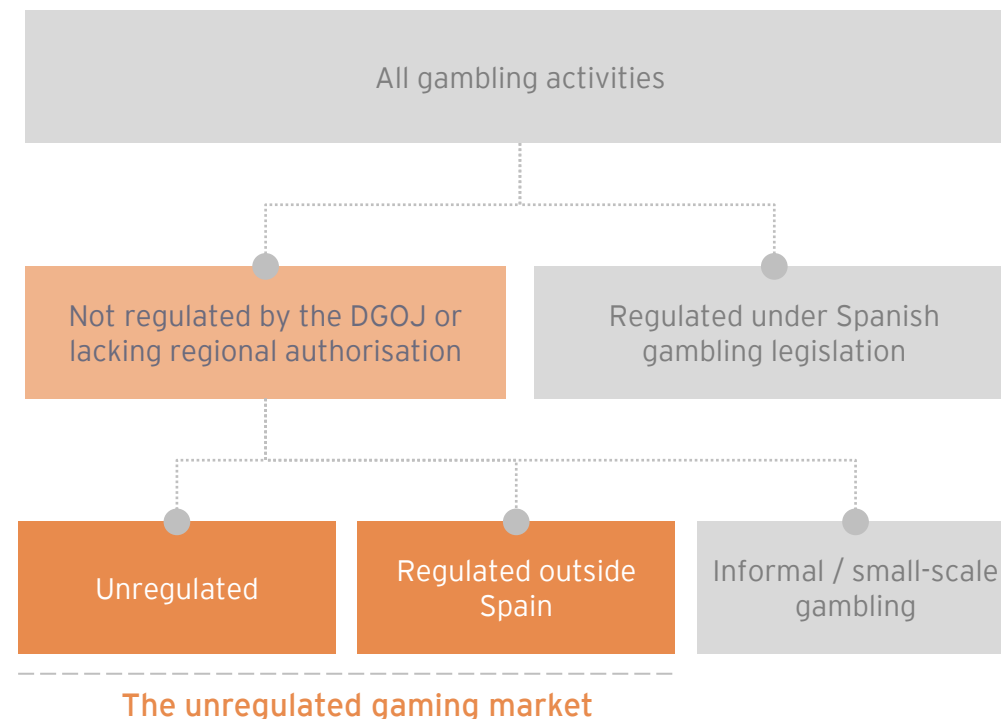 All gambling activities
Not regulated by the DGOJ or
lacking regional authorisation
Regulated under Spanish
gambling legislation
Unregulated
Regulated outside
Spain
Informal / small-scale
gambling
The unregulated gaming market